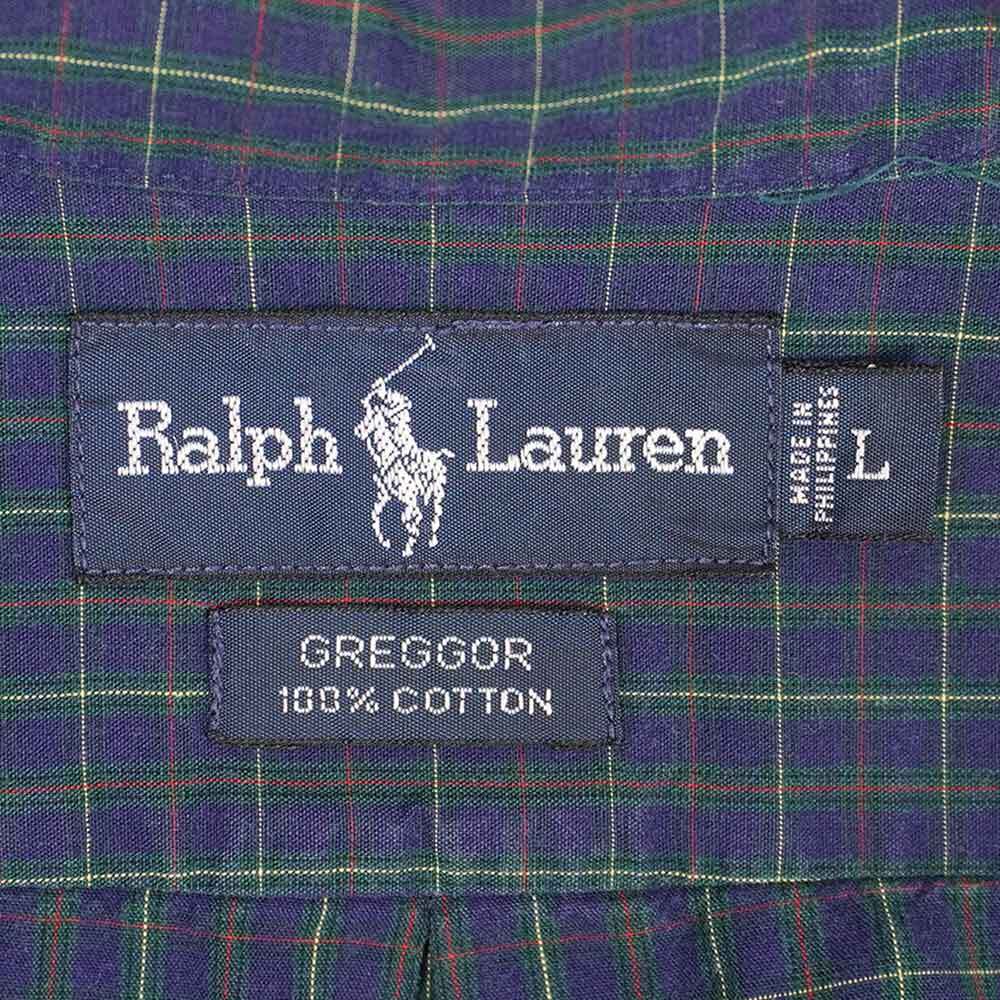 Ralph Lauren
MADE IN
PHILIPPINES
L
GREGGOR
100% COTTON